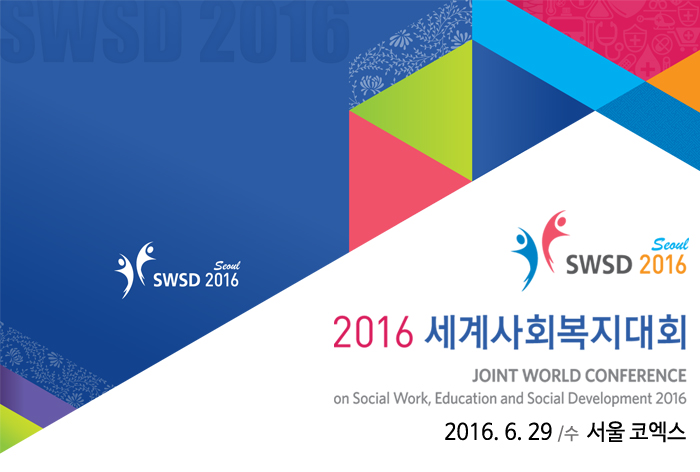 SWSD 2016
Seoul
SWSD 2016
Seoul
SWSD 2016
2016 세계사회복지대회
JOINT WORLD CONFERENCE
on Social Work, Education and Social Development 2016
2016. 6. 29 /수 서울 코엑스